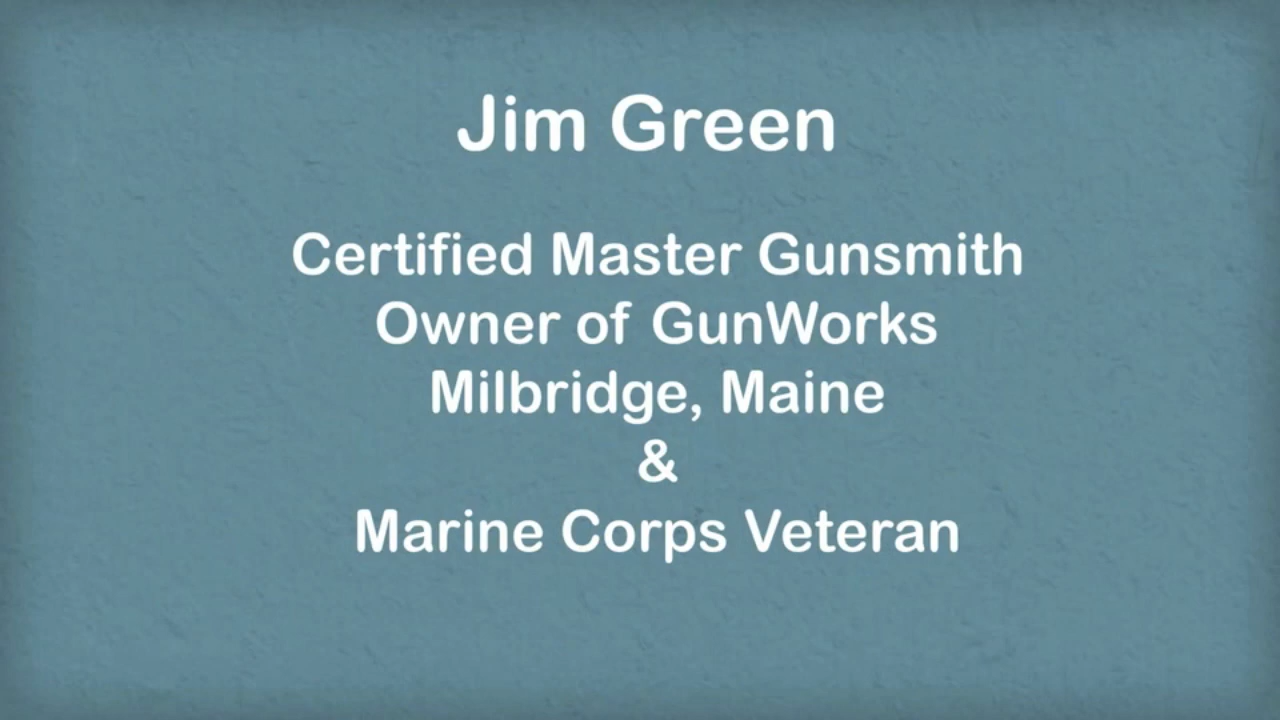 Jim Green
Certified Master Gunsmith
Owner of GunWorks
Milbridge, Maine
&
Marine Corps Veteran